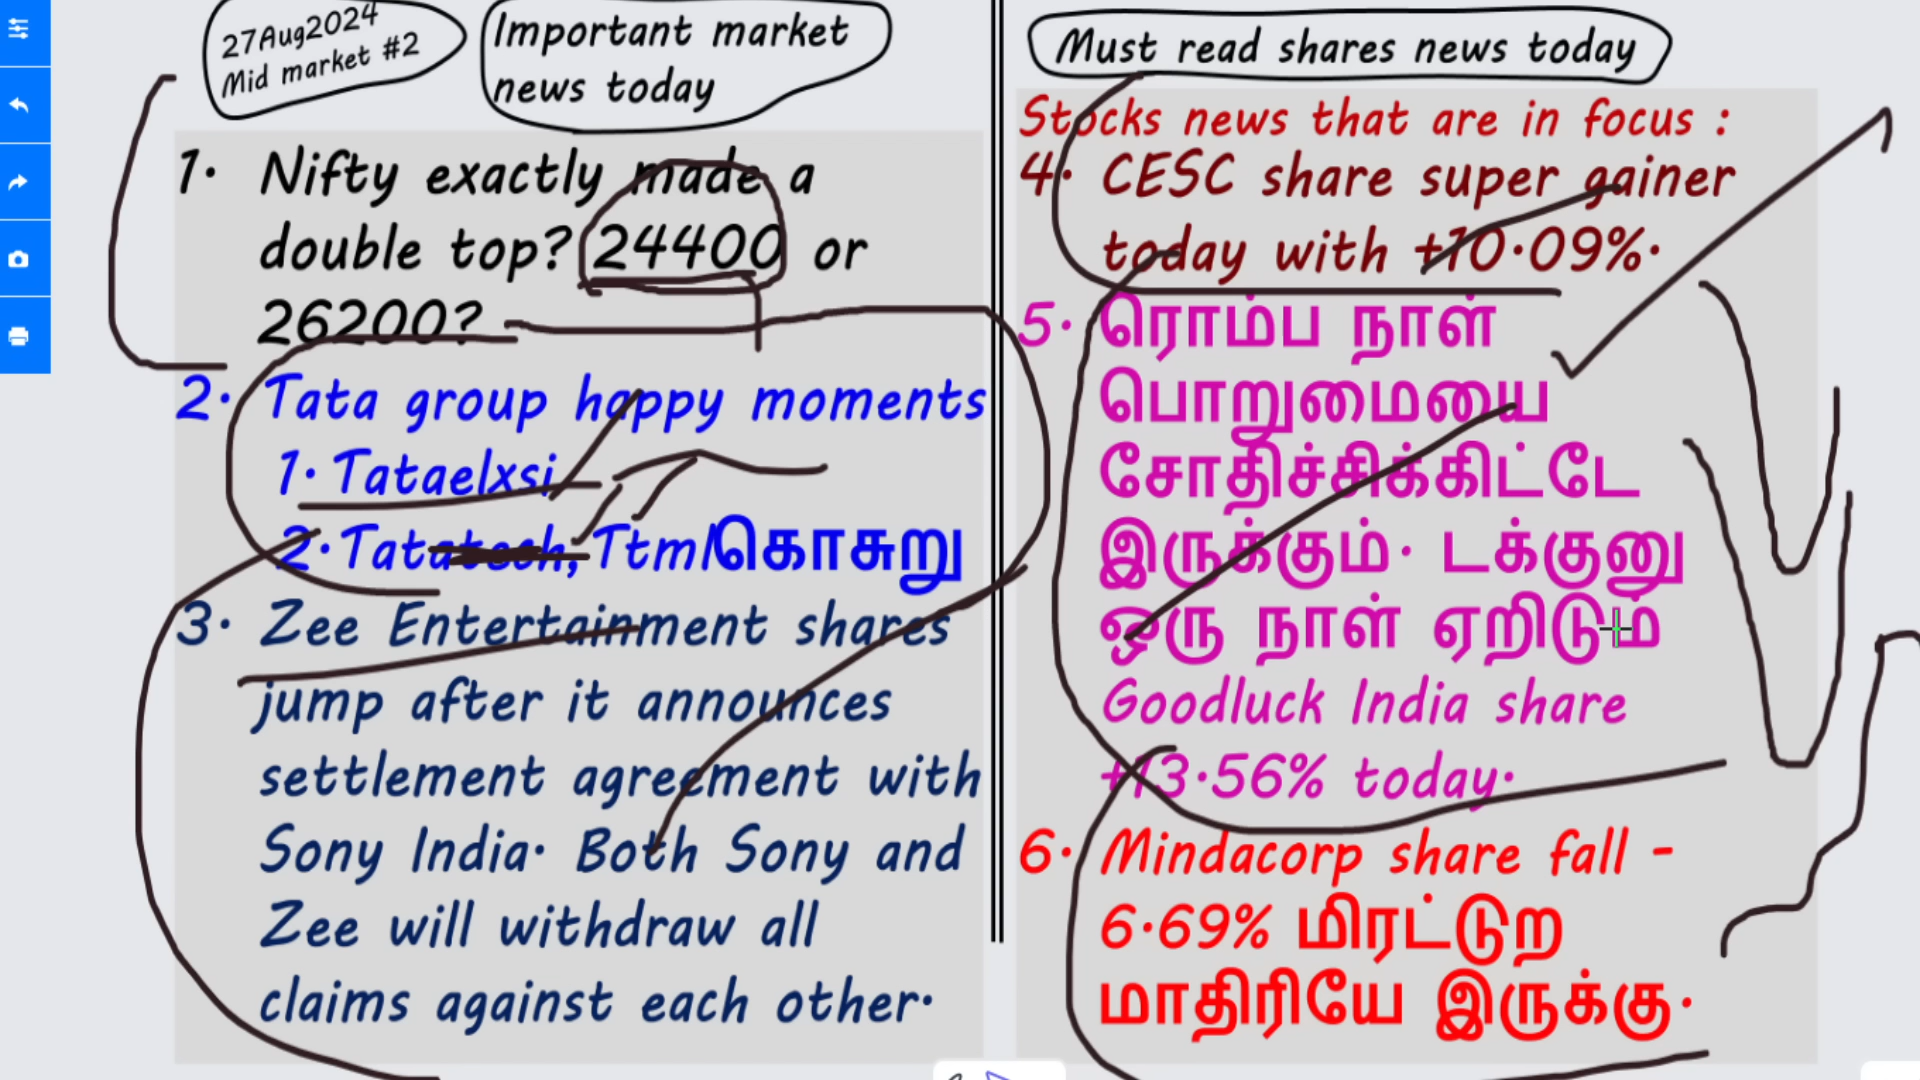 27Aug2024
Mid market #2
Important market
news today
1. Nifty exactly made a
double top? 24400 or
26200?
2. Tata group happy moments
1. Tataelxsi
2. Tatatech, Ttml கொசுறு
3. Zee Entertainment shares
jump after it announces
settlement agreement with
Sony India. Both Sony and
Zee will withdraw all
claims against each other.
Must read shares news today
Stocks news that are in focus :
4. CESC share super gainer
today with +10.09%.
5. ரொம்ப நாள்
பொறுமையை
சோதிச்சிக்கிட்டே
இருக்கும். டக்குனு
ஒரு நாள் ஏறிடும்
Goodluck India share
+13.56% today.
6. Mindacorp share fall -
6.69% மிரட்டுற
மாதிரியே இருக்கு.